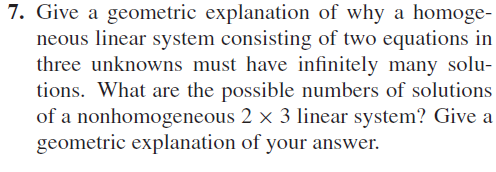 7. Give a geometric explanation of why a homoge-
neous linear system consisting of two equations in
three unknowns must have infinitely many solu-
tions. What are the possible numbers of solutions
of a nonhomogeneous 2 × 3 linear system? Give a
geometric explanation of your answer.